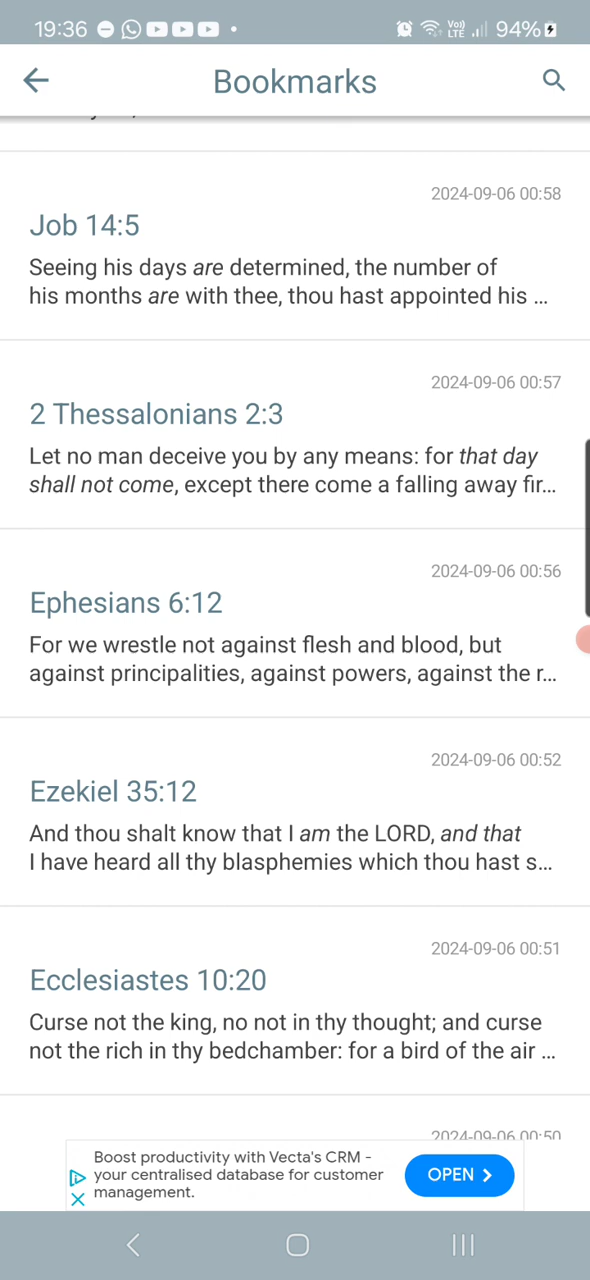 19:36
Vo))
LTE
94%
Bookmarks
2024-09-06 00:58
Job 14:5
Seeing his days are determined, the number of
his months are with thee, thou hast appointed his ...
2024-09-06 00:57
2 Thessalonians 2:3
Let no man deceive you by any means: for that day
shall not come, except there come a falling away fir...
2024-09-06 00:56
Ephesians 6:12
For we wrestle not against flesh and blood, but
against principalities, against powers, against the r...
2024-09-06 00:52
Ezekiel 35:12
And thou shalt know that I am the LORD, and that
I have heard all thy blasphemies which thou hast s...
2024-09-06 00:51
Ecclesiastes 10:20
Curse not the king, no not in thy thought; and curse
not the rich in thy bedchamber: for a bird of the air ...
2024-09-06 00:50
Boost productivity with Vecta's CRM -
your centralised database for customer
management.
OPEN